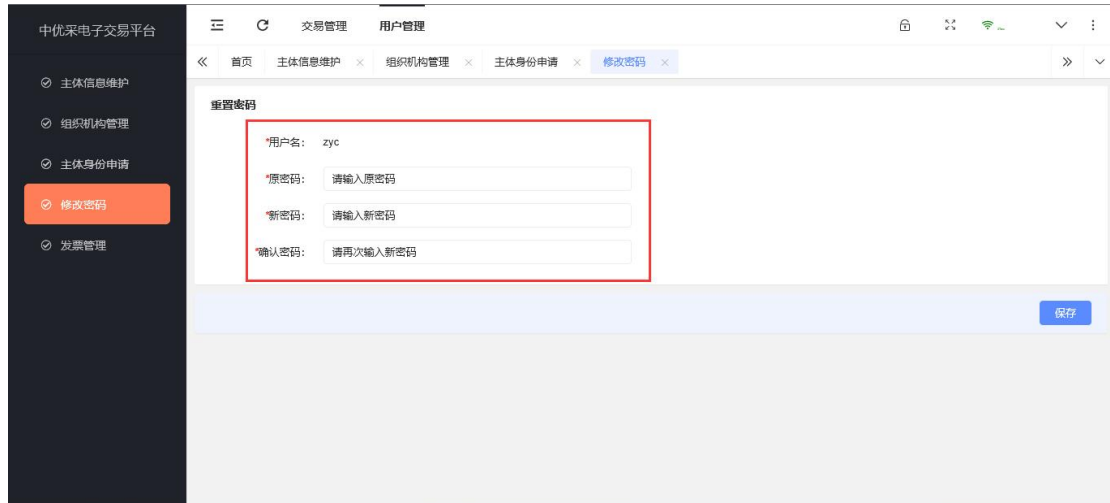 中优采电子交易平台
交易管理 用户管理
首页 主体信息维护 组织机构管理 主体身份申请 修改密码
主体信息维护
组织机构管理
主体身份申请
修改密码
发票管理
重置密码
*用户名: zyc
*原密码: 请输入原密码
*新密码: 请输入新密码
*确认密码: 请再次输入新密码
保存